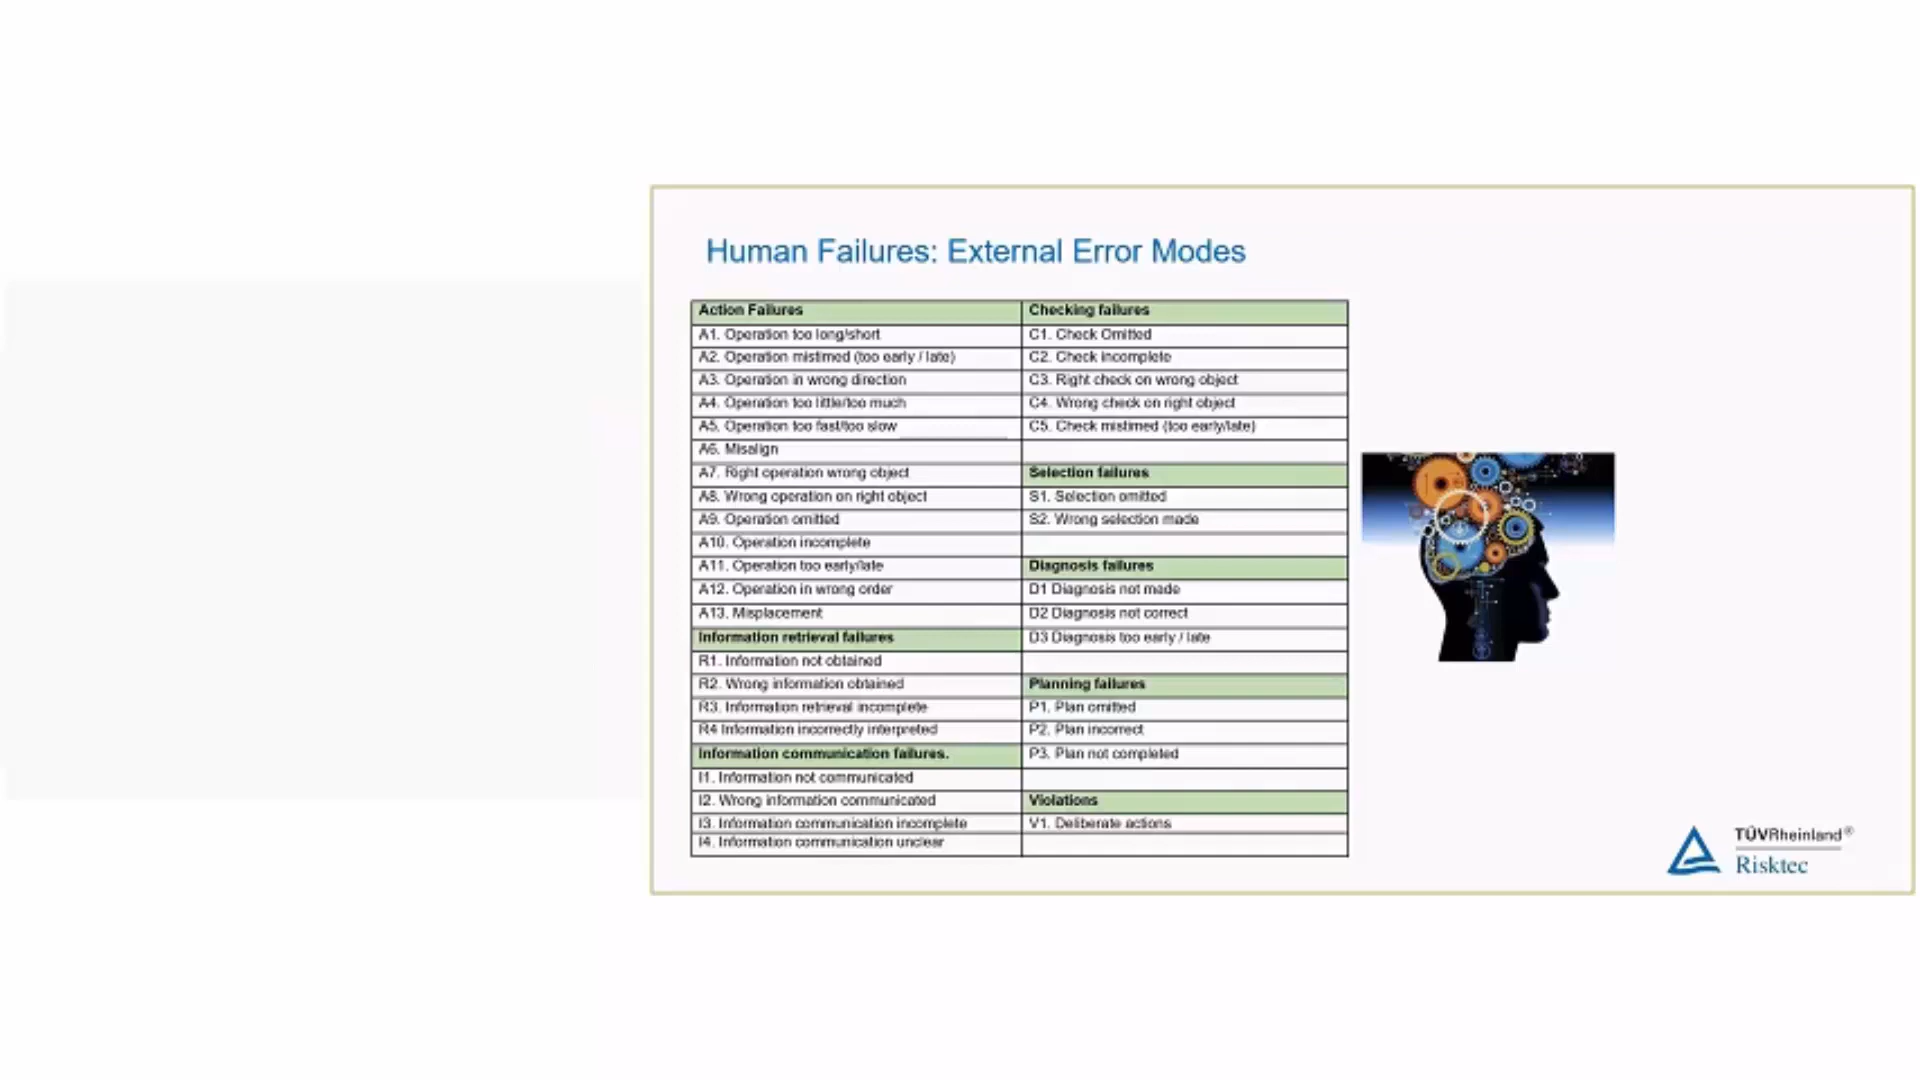 Human Failures: External Error Modes
Action Failures
A1. Operation too long/short
A2. Operation mistimed (too early / late)
A3. Operation in wrong direction
A4. Operation too little/too much
A5. Operation too fast/too slow
A6. Misalign
A7. Right operation wrong object
A8. Wrong operation on right object
A9. Operation omitted
A10. Operation incomplete
A11. Operation too early/late
A12. Operation in wrong order
A13. Misplacement
Information retrieval failures
R1. Information not obtained
R2. Wrong information obtained
R3. Information retrieval incomplete
R4 Information incorrectly interpreted
Information communication failures.
I1. Information not communicated
I2. Wrong information communicated
I3. Information communication incomplete
I4. Information communication unclear
Checking failures
C1. Check Omitted
C2. Check incomplete
C3. Right check on wrong object
C4. Wrong check on right object
C5. Check mistimed (too early/late)
Selection failures
S1. Selection omitted
S2. Wrong selection made
Diagnosis failures
D1 Diagnosis not made
D2 Diagnosis not correct
D3 Diagnosis too early / late
Planning failures
P1. Plan omitted
P2. Plan incorrect
P3. Plan not completed
Violations
V1. Deliberate actions
TÜVRheinland®
Risktec